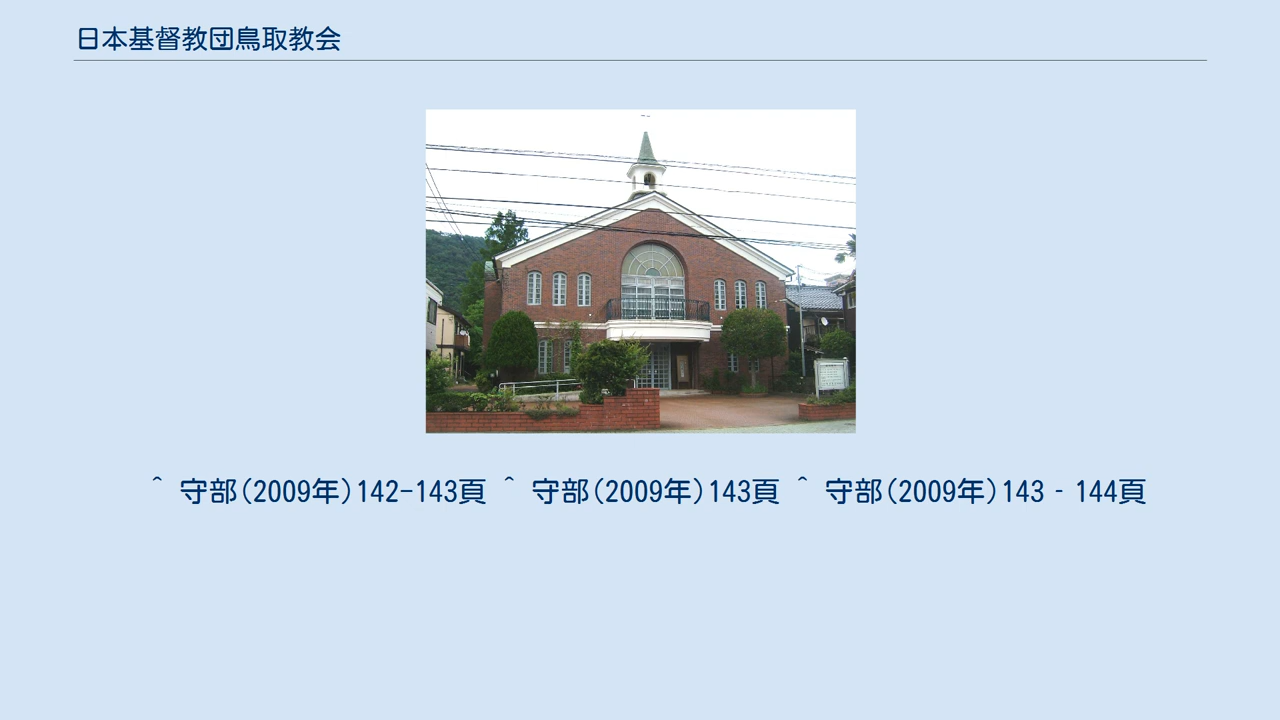 日本基督教団鳥取教会
^ 守部（2009年）142-143頁 ^ 守部（2009年）143頁 ^ 守部（2009年）143 - 144頁